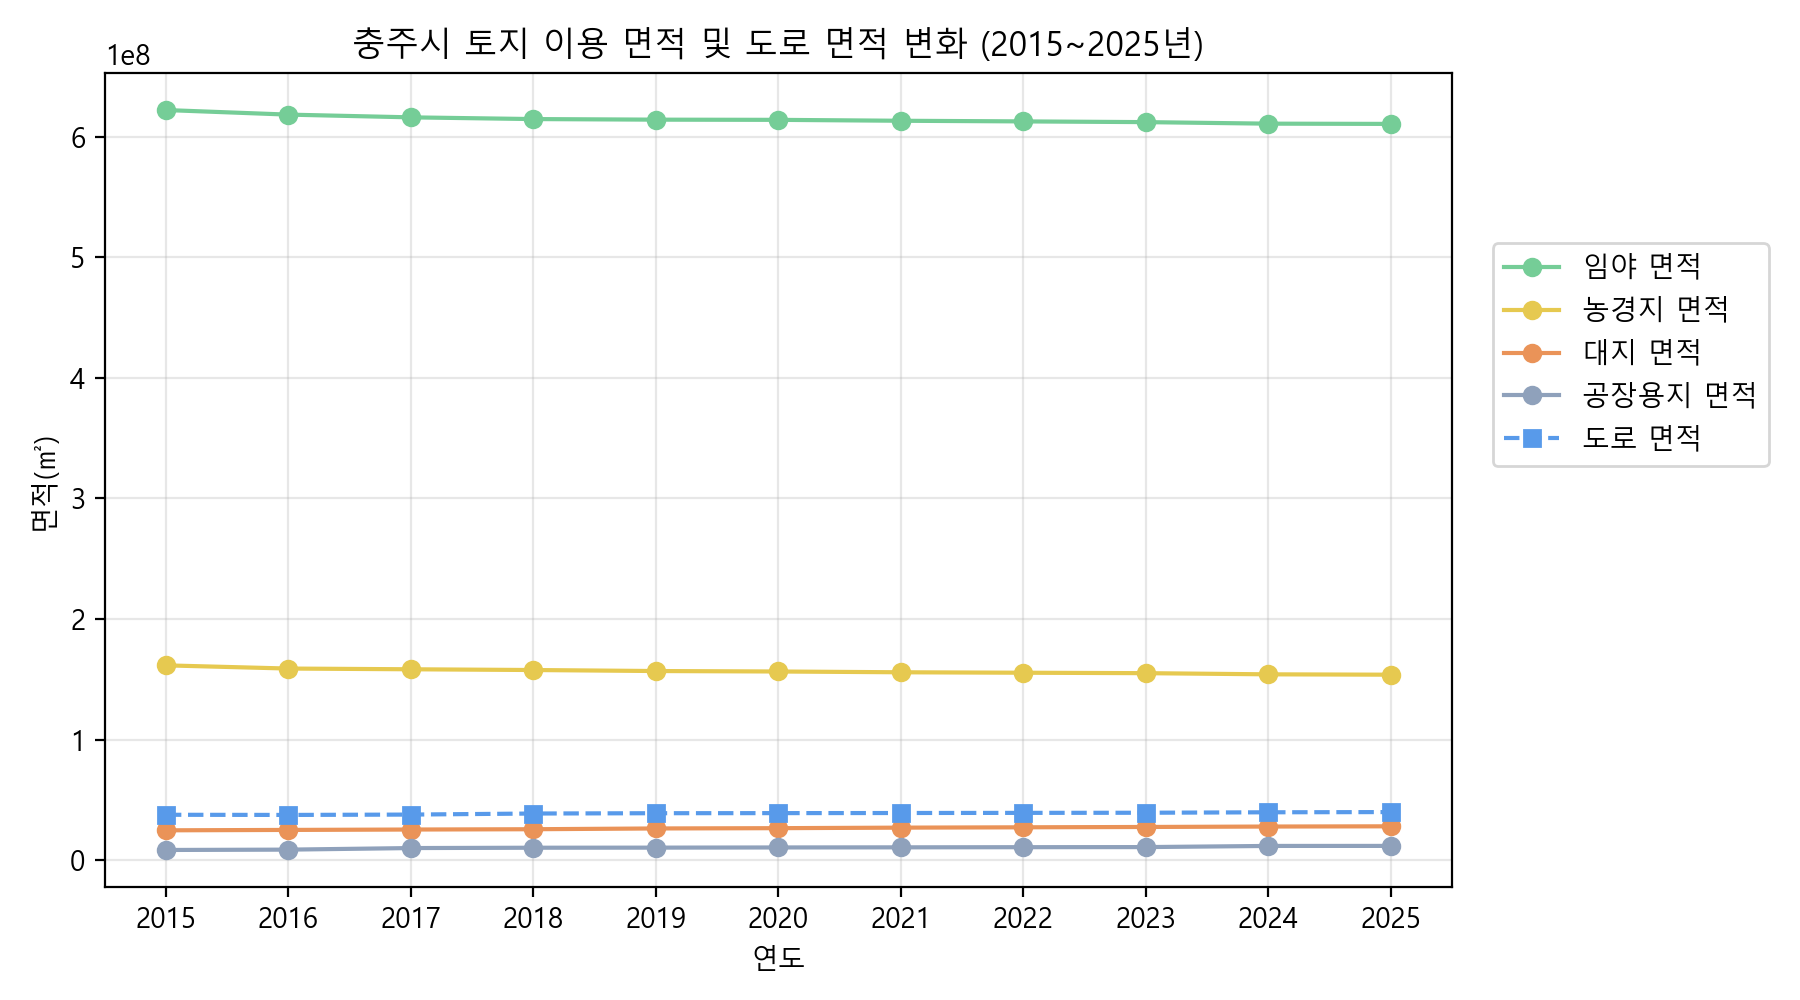 충주시 토지 이용 면적 및 도로 면적 변화 (2015~2025년)
1e8
6
5
4
3
2
1
0
면적(㎡)
2015 2016 2017 2018 2019 2020 2021 2022 2023 2024 2025
연도
임야 면적
농경지 면적
대지 면적
공장용지 면적
도로 면적